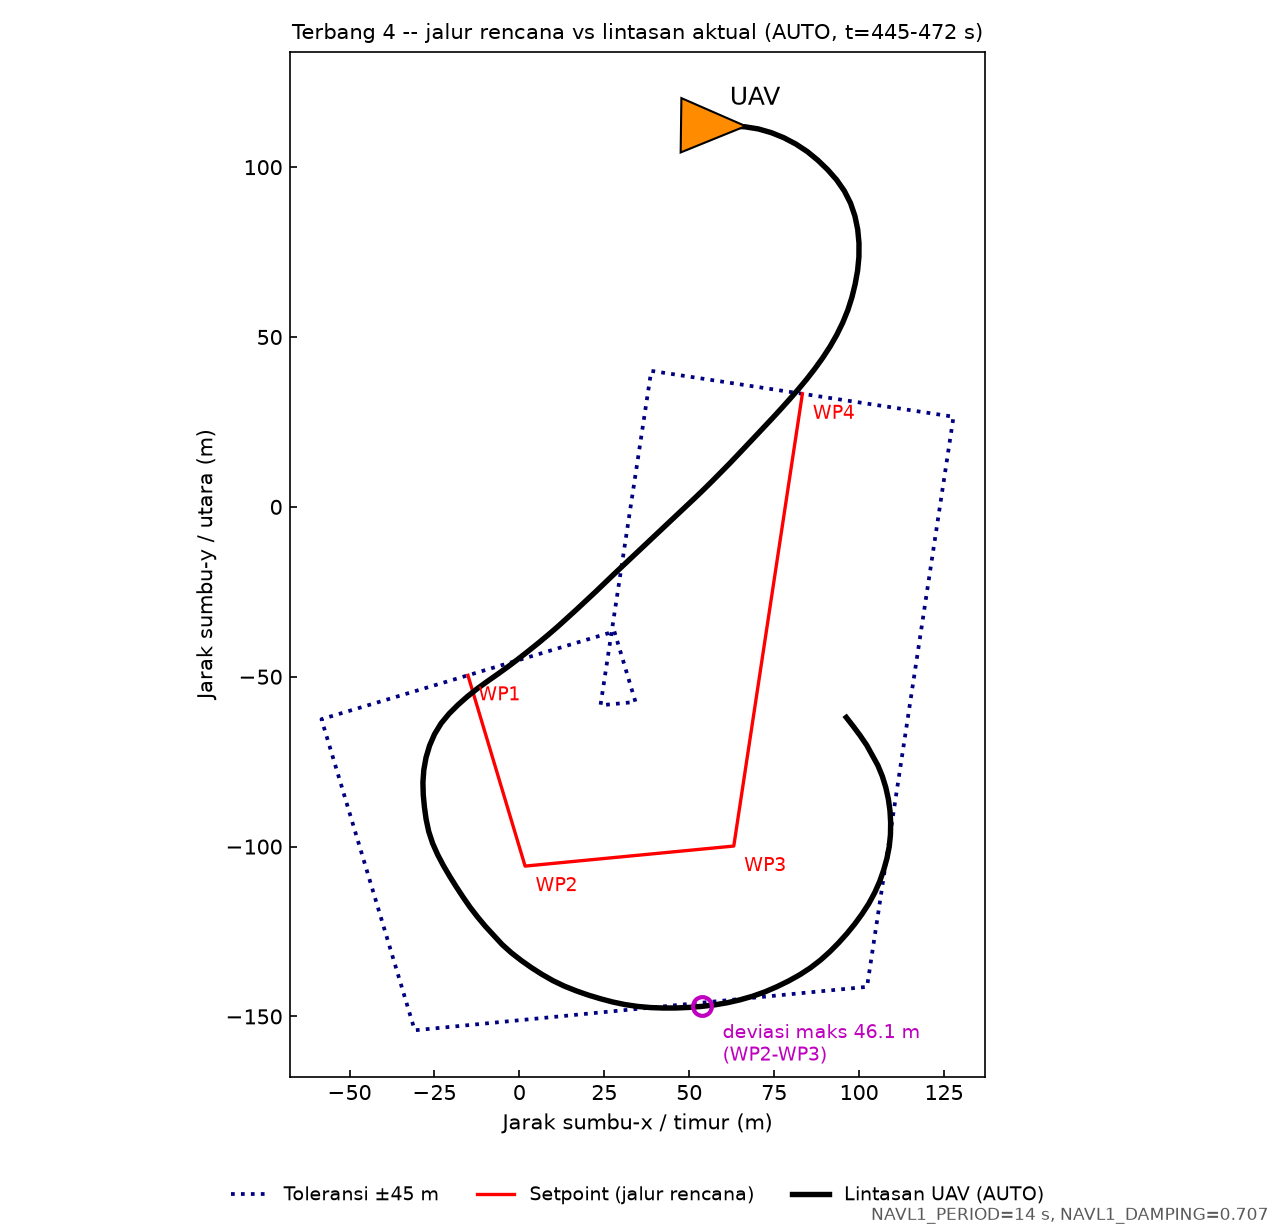 Terbang 4 -- jalur rencana vs lintasan aktual (AUTO, t=445-472 s)
UAV
100
50
0
−50
−100
−150
Jarak sumbu-y / utara (m)
WP4
WP1
WP3
WP2
deviasi maks 46.1 m
(WP2-WP3)
−50
−25
0
25
50
75
100
125
Jarak sumbu-x / timur (m)
Toleransi ±45 m
Setpoint (jalur rencana)
Lintasan UAV (AUTO)
NAVL1_PERIOD=14 s, NAVL1_DAMPING=0.707